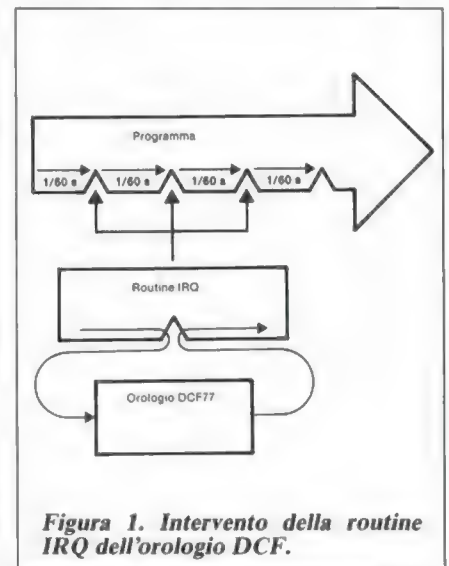 Programma
1/60 s 1/60 s 1/60 s 1/60 s
Routine IRQ
Orologio DCF77
Figura 1. Intervento della routine
IRQ dell'orologio DCF.